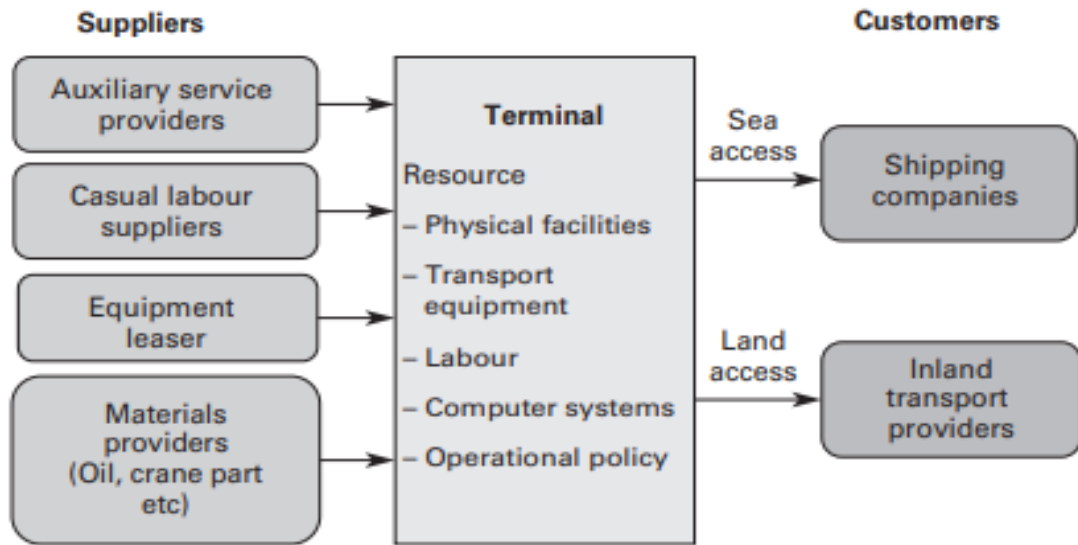 Suppliers
Customers
Auxiliary service
providers
Casual labour
suppliers
Equipment
leaser
Materials
providers
(Oil, crane part
etc)
Terminal
Resource
– Physical facilities
– Transport
equipment
– Labour
– Computer systems
– Operational policy
Sea
access
Shipping
companies
Land
access
Inland
transport
providers